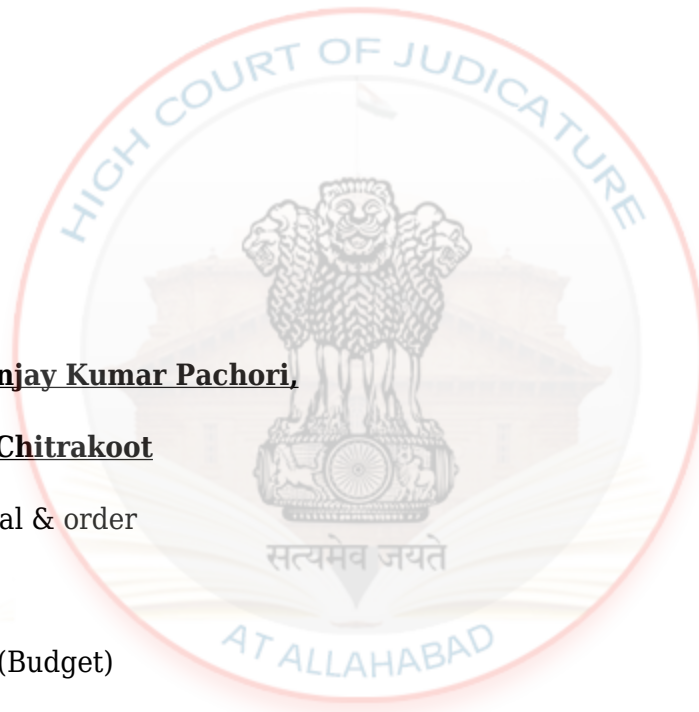 HIGH COURT OF JUDICATURE
njay Kumar Pachori,
Chitrakoot
al & order
सत्यमेव जयते
AT ALLAHABAD
(Budget)